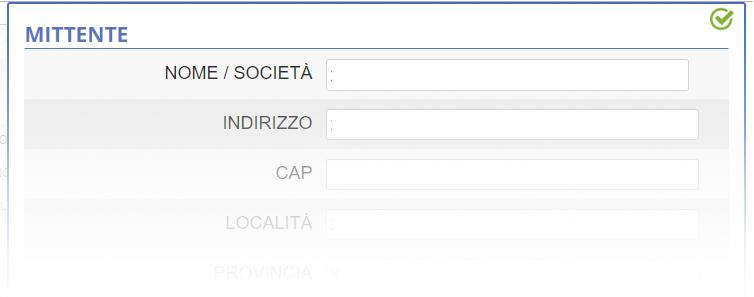 MITTENTE
NOME / SOCIETÀ :
INDIRIZZO :
CAP
LOCALITÀ :
PROVINCIA x